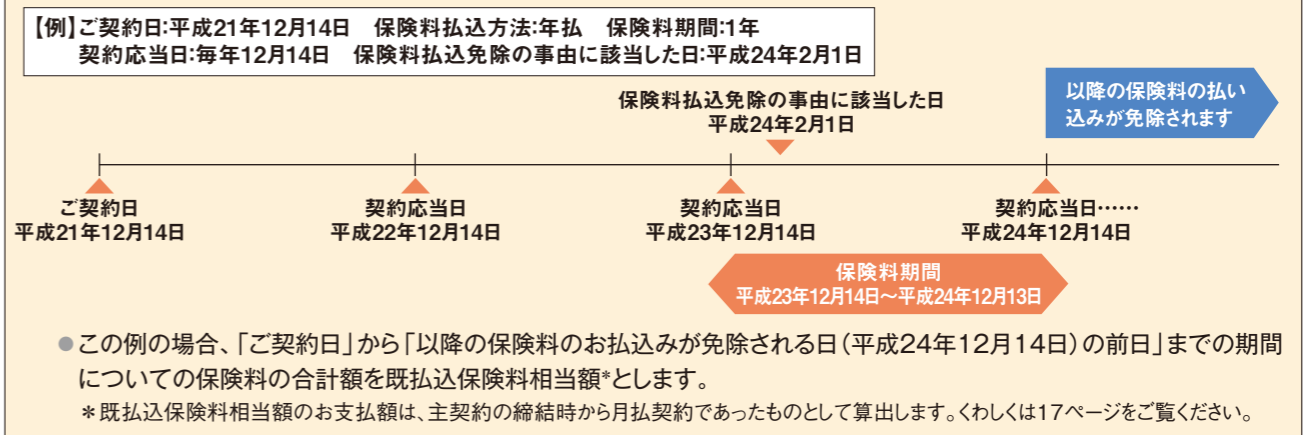 【例】ご契約日:平成21年12月14日　保険料払込方法:年払　保険料期間:1年
契約応当日:毎年12月14日　保険料払込免除の事由に該当した日:平成24年2月1日
保険料払込免除の事由に該当した日
平成24年2月1日
以降の保険料の払い
込みが免除されます
ご契約日
平成21年12月14日
契約応当日
平成22年12月14日
契約応当日
平成23年12月14日
契約応当日……
平成24年12月14日
保険料期間
平成23年12月14日〜平成24年12月13日
●この例の場合、「ご契約日」から「以降の保険料のお払込みが免除される日(平成24年12月14日)の前日」までの期間
についての保険料の合計額を既払込保険料相当額*とします。
＊既払込保険料相当額のお支払額は、主契約の締結時から月払契約であったものとして算出します。くわしくは17ページをご覧ください。